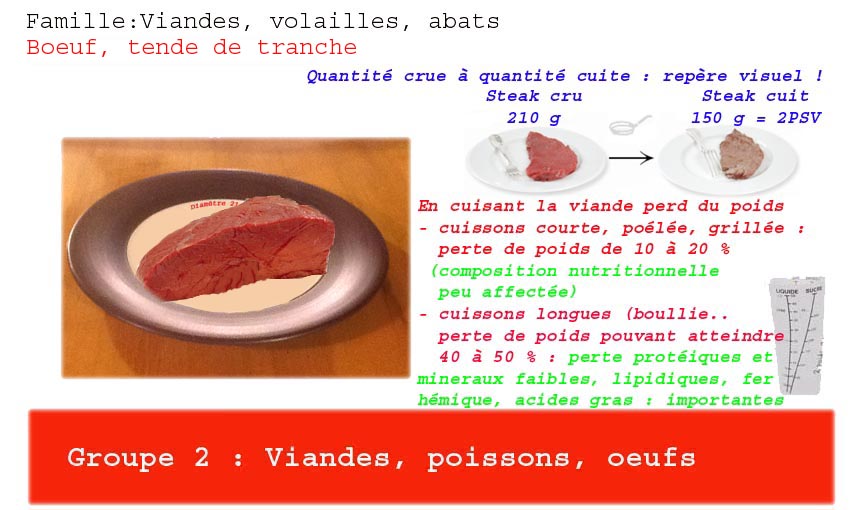 Famille:Viandes, volailles, abats
Boeuf, tende de tranche
Quantité crue à quantité cuite : repère visuel !
Steak cru
210 g
Steak cuit
150 g = 2PSV
Diamètre 21
En cuisant la viande perd du poids
- cuissons courte, poélée, grillée :
perte de poids de 10 à 20 %
(composition nutritionnelle
peu affectée)
- cuissons longues (boullie..
perte de poids pouvant atteindre
40 à 50 % : perte protéiques et
mineraux faibles, lipidiques, fer
hémique, acides gras : importantes
LIQUIDE SUCRE
Groupe 2 : Viandes, poissons, oeufs